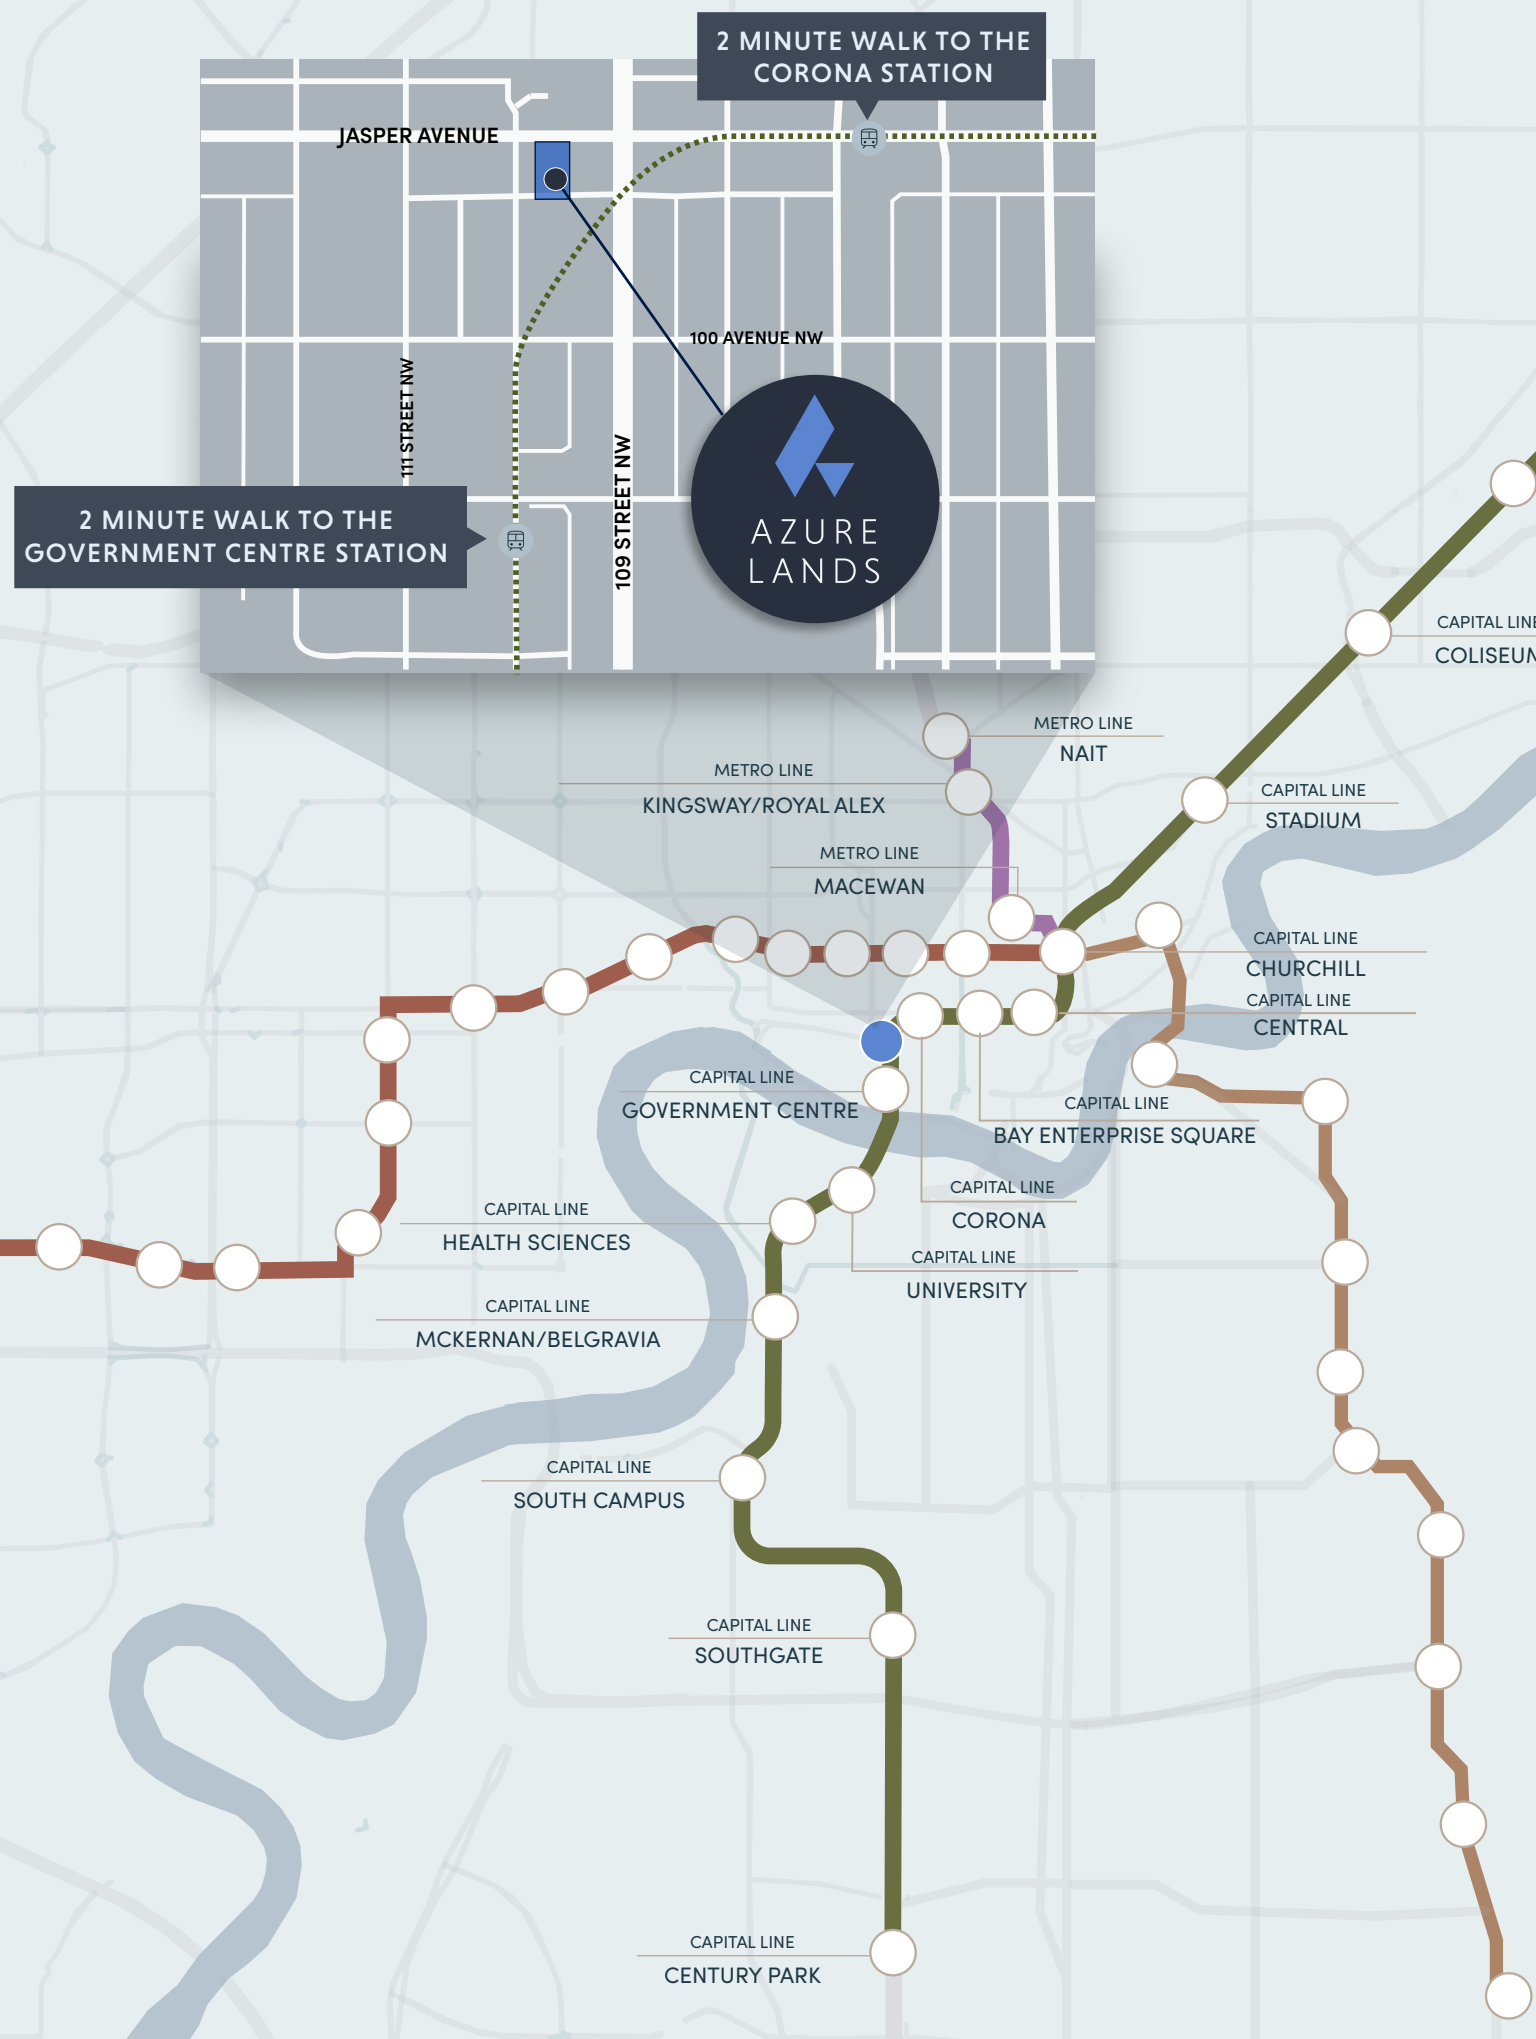 2 MINUTE WALK TO THE
CORONA STATION
JASPER AVENUE
100 AVENUE NW
111 STREET NW
109 STREET NW
2 MINUTE WALK TO THE
GOVERNMENT CENTRE STATION
AZURE
LANDS
CAPITAL LINE
COLISEUM
METRO LINE
NAIT
METRO LINE
KINGSWAY/ROYAL ALEX
CAPITAL LINE
STADIUM
METRO LINE
MACEWAN
CAPITAL LINE
CHURCHILL
CAPITAL LINE
CENTRAL
CAPITAL LINE
GOVERNMENT CENTRE
CAPITAL LINE
BAY ENTERPRISE SQUARE
CAPITAL LINE
CORONA
CAPITAL LINE
HEALTH SCIENCES
CAPITAL LINE
UNIVERSITY
CAPITAL LINE
MCKERNAN/BELGRAVIA
CAPITAL LINE
SOUTH CAMPUS
CAPITAL LINE
SOUTHGATE
CAPITAL LINE
CENTURY PARK